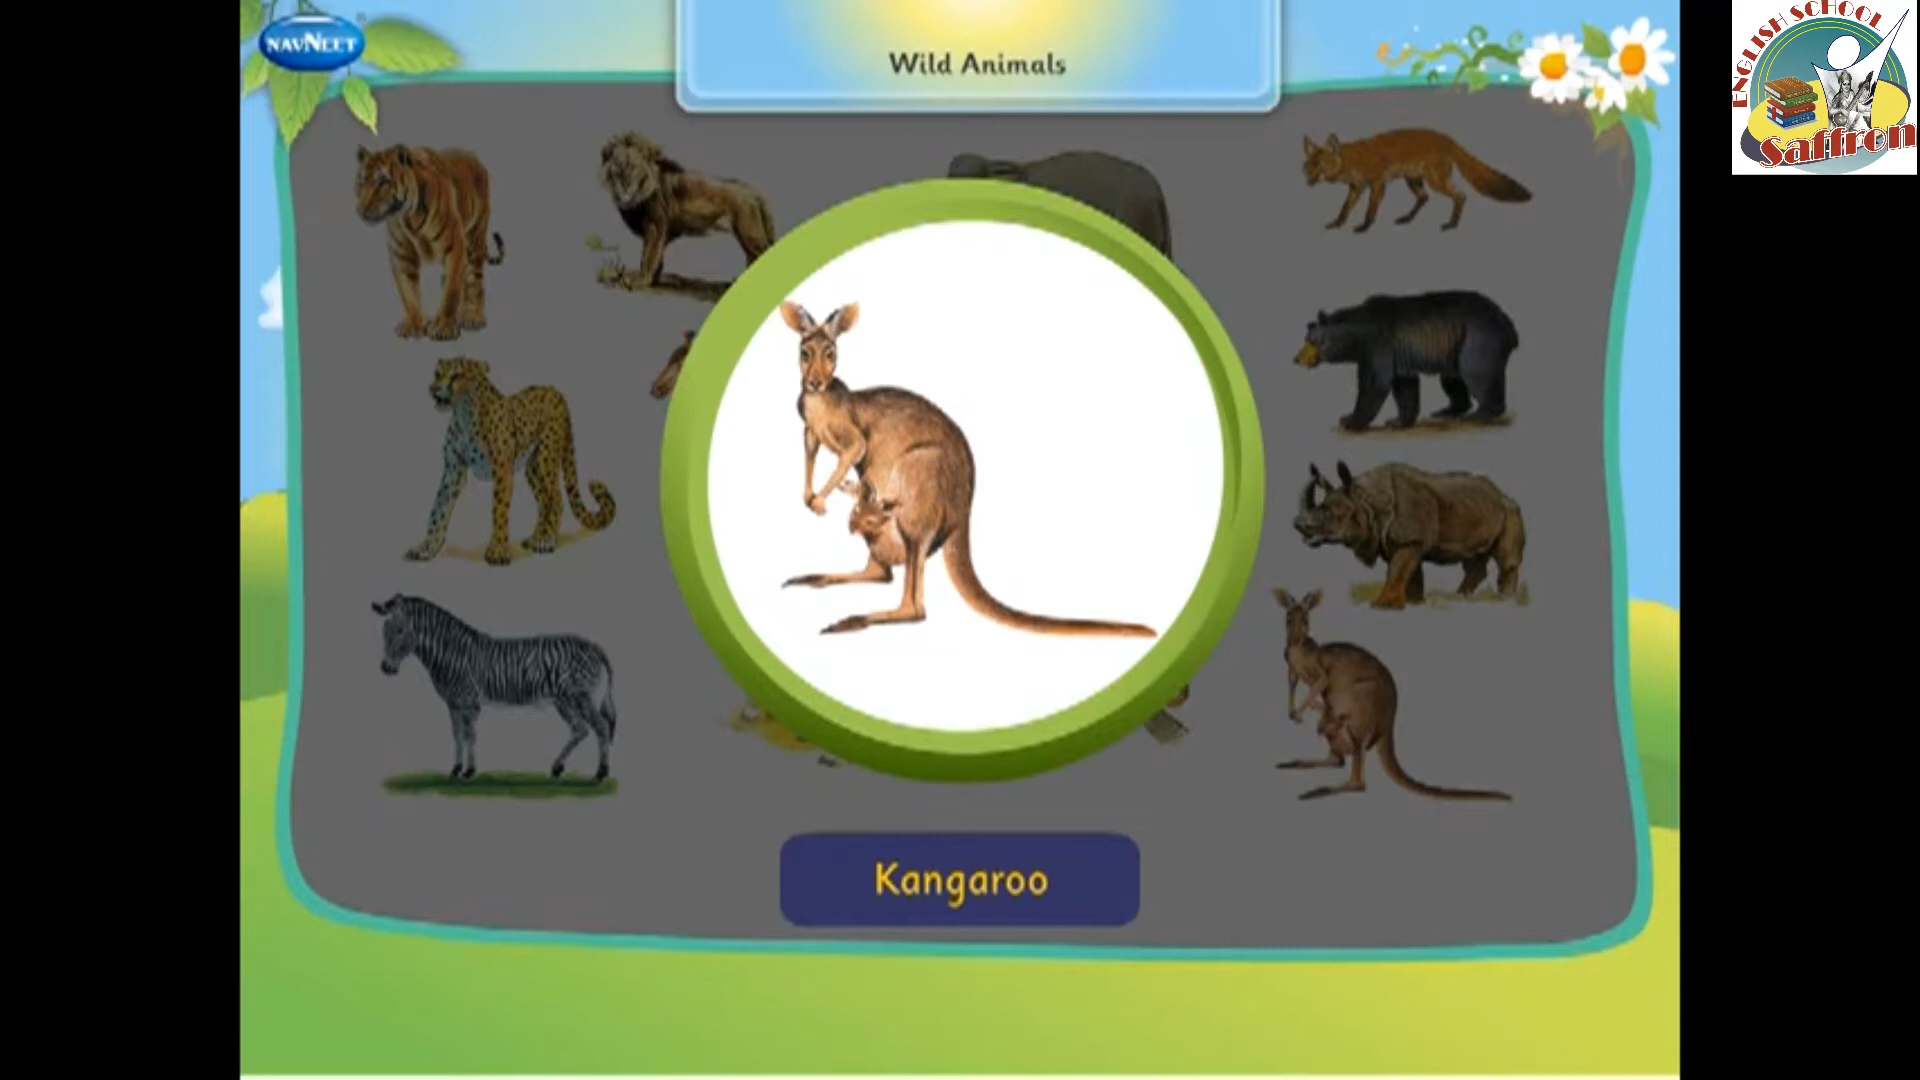 NAVNEET
Wild Animals
ENGLISH SCHOOL
Saffron
Kangaroo